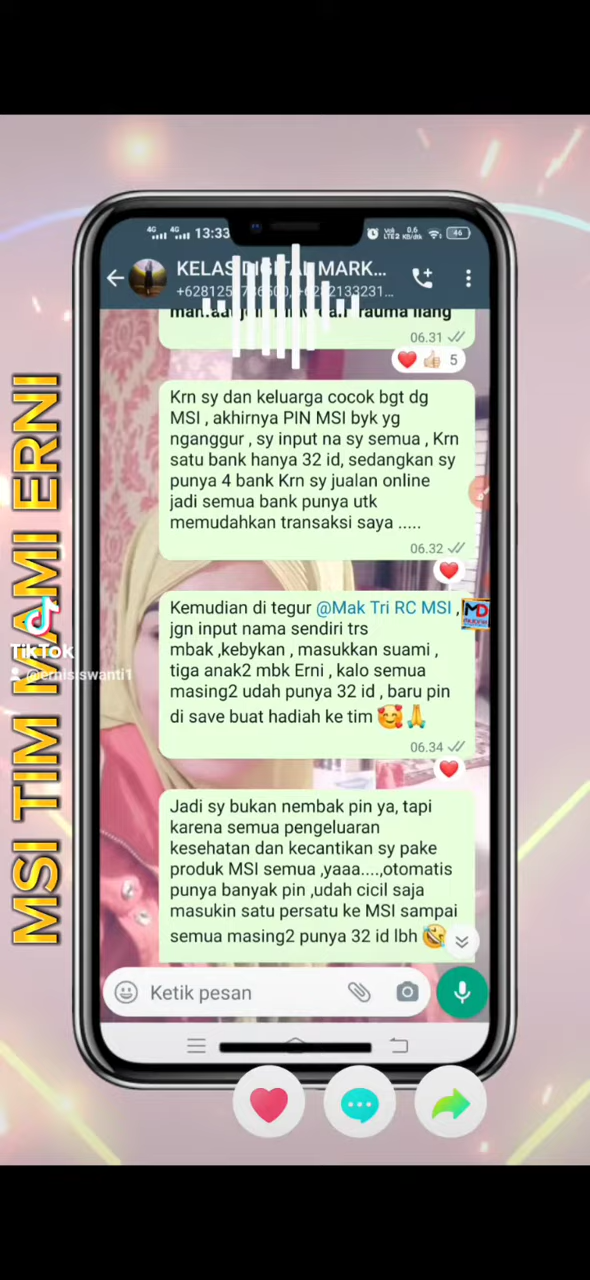 13:33
46
KELAS DIGITAL MARK...
06.31
5
Krn sy dan keluarga cocok bgt dg
MSI , akhirnya PIN MSI byk yg
nganggur , sy input na sy semua , Krn
satu bank hanya 32 id, sedangkan sy
punya 4 bank Krn sy jualan online
jadi semua bank punya utk
memudahkan transaksi saya .....
06.32
Kemudian di tegur @Mak Tri RC MSI ,
jgn input nama sendiri trs
mbak ,kebykan , masukkan suami ,
tiga anak2 mbk Erni , kalo semua
masing2 udah punya 32 id , baru pin
di save buat hadiah ke tim 🥰🙏
06.34
Jadi sy bukan nembak pin ya, tapi
karena semua pengeluaran
kesehatan dan kecantikan sy pake
produk MSI semua ,yaaa....,otomatis
punya banyak pin ,udah cicil saja
masukin satu persatu ke MSI sampai
semua masing2 punya 32 id lbh 🤣
Ketik pesan
MSI TIM MAMI ERNI
TikTok
@ernisiswanti1
MD